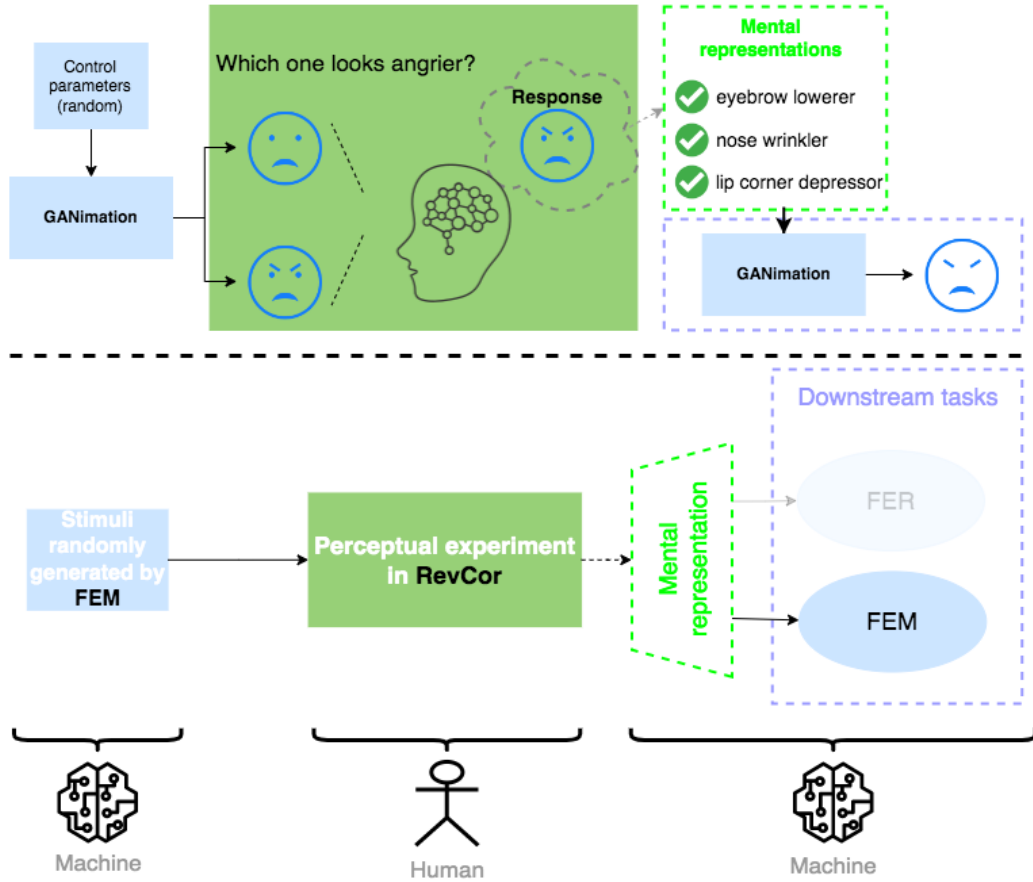 Control
parameters
(random)
GANimation
Which one looks angrier?
Response
Mental
representations
eyebrow lowerer
nose wrinkler
lip corner depressor
GANimation
Stimuli
randomly
generated by
FEM
Perceptual experiment
in RevCor
Mental
representation
Downstream tasks
FER
FEM
Machine
Human
Machine